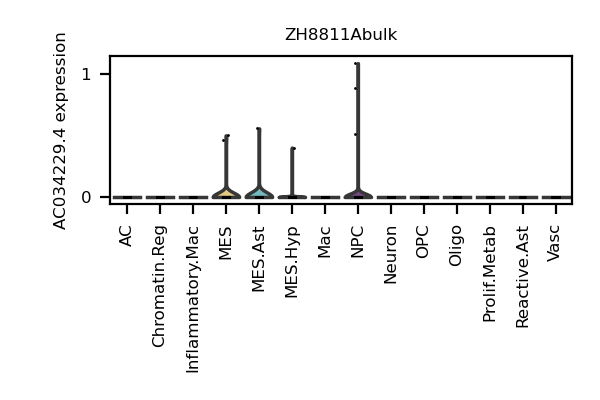 ZH8811Abulk
AC034229.4 expression
1
0
AC
Chromatin.Reg
Inflammatory.Mac
MES
MES.Ast
MES.Hyp
Mac
NPC
Neuron
OPC
Oligo
Prolif.Metab
Reactive.Ast
Vasc